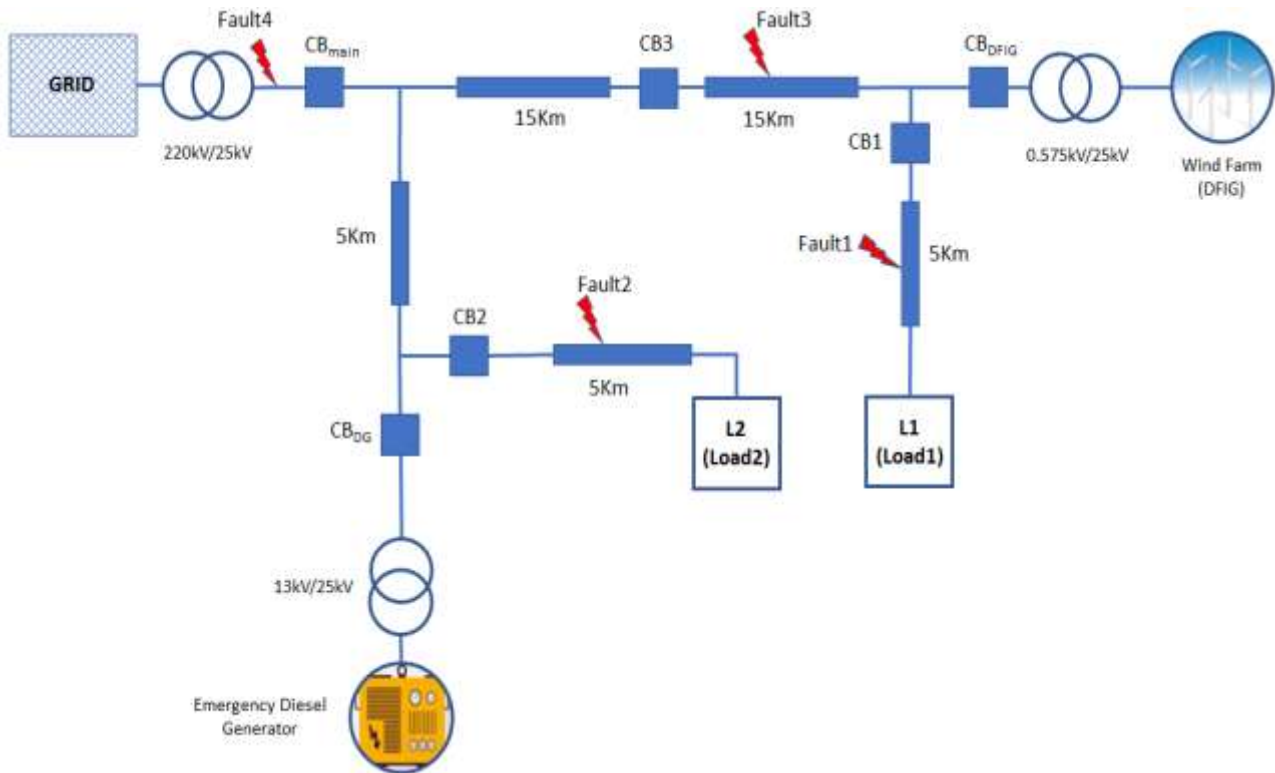 Fault4
CBmain
CB3
Fault3
CBDFIG
GRID
15Km
15Km
220kV/25kV
CB1
0.575kV/25kV
Wind Farm
(DFIG)
5Km
Fault1
5Km
Fault2
CB2
5Km
CBDG
L2
(Load2)
L1
(Load1)
13kV/25kV
Emergency Diesel
Generator